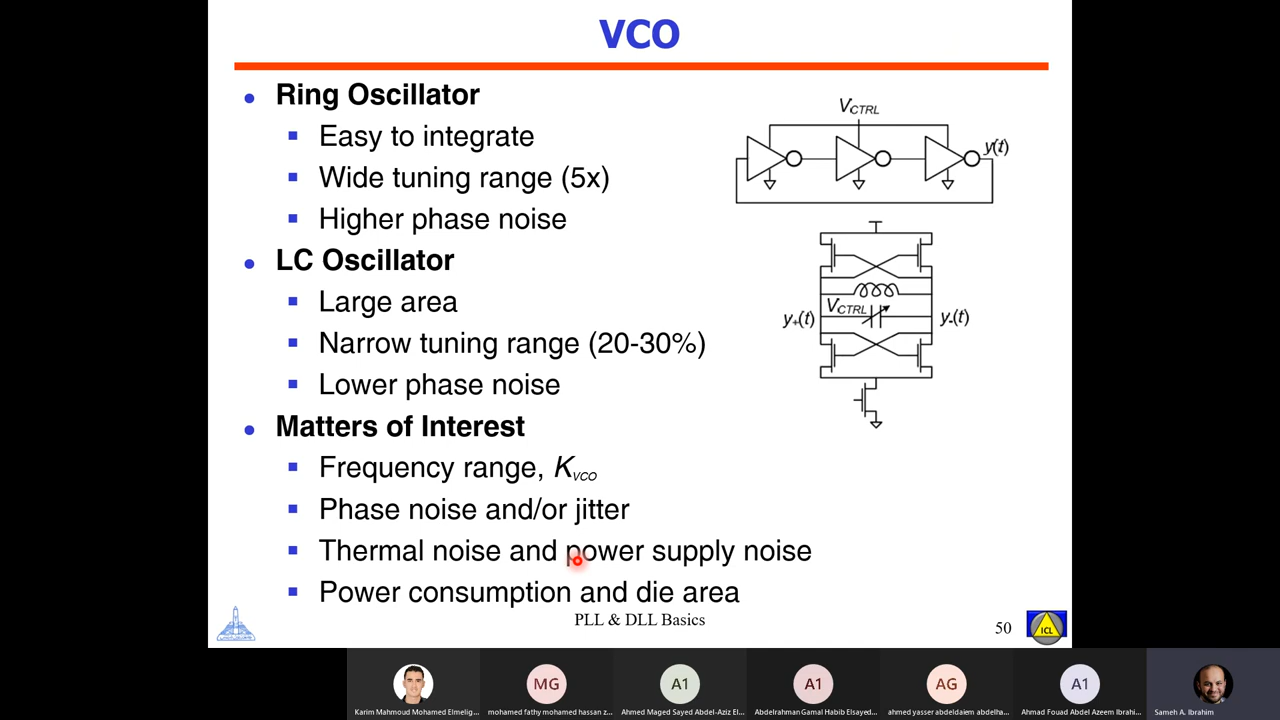 VCO
Ring Oscillator
Easy to integrate
Wide tuning range (5x)
Higher phase noise
LC Oscillator
Large area
Narrow tuning range (20-30%)
Lower phase noise
Matters of Interest
Frequency range, Kvco
Phase noise and/or jitter
Thermal noise and power supply noise
Power consumption and die area
VCTRL
y(t)
VCTRL
y+(t)
y-(t)
PLL & DLL Basics
50
ICL
MG
A1
A1
AG
A1
Karim Mahmoud Mohamed Elmelig...
mohamed fathy mohamed hassan z...
Ahmed Maged Sayed Abdel-Aziz El...
Abdelrahman Gamal Habib Elsayed...
ahmed yasser abdeldaiem abdelha...
Ahmad Fouad Abdel Azeem Ibrahi...
Sameh A. Ibrahim